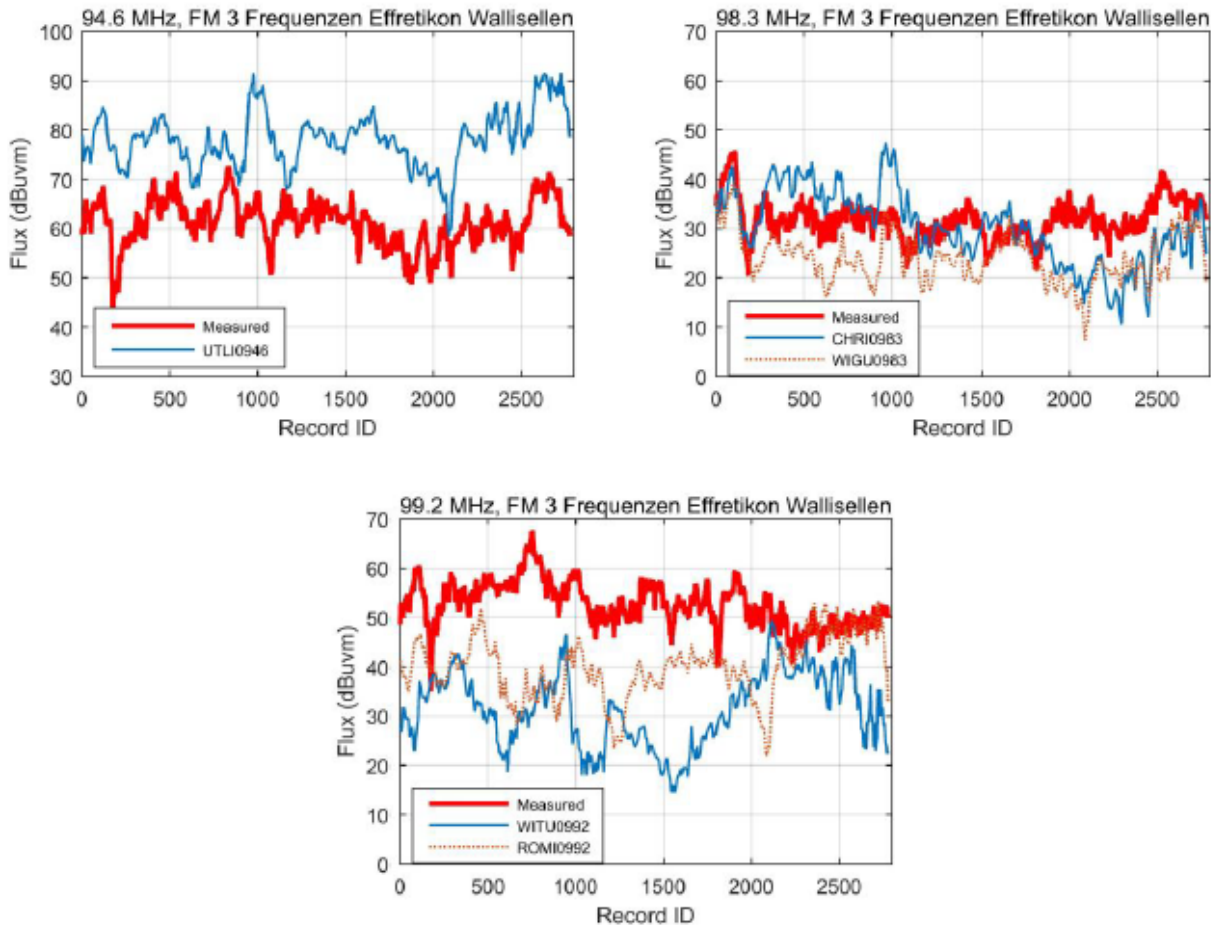 94.6 MHz, FM 3 Frequenzen Effretikon Wallisellen
100
90
80
70
60
50
40
30
Flux (dBuvm)
Measured
UTLI0946
0 500 1000 1500 2000 2500
Record ID
98.3 MHz, FM 3 Frequenzen Effretikon Wallisellen
70
60
50
40
30
20
10
0
Flux (dBuvm)
Measured
CHRI0983
WIGU0983
0 500 1000 1500 2000 2500
Record ID
99.2 MHz, FM 3 Frequenzen Effretikon Wallisellen
70
60
50
40
30
20
10
0
Flux (dBuvm)
Measured
WITU0992
ROMI0992
0 500 1000 1500 2000 2500
Record ID